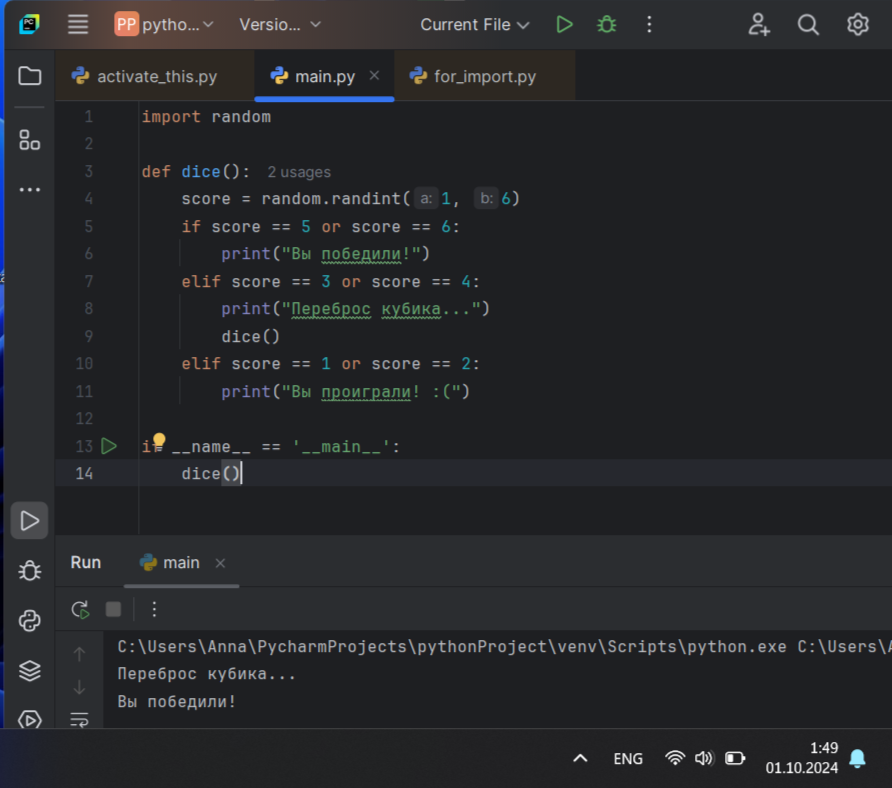 PC
PP pytho... Versio... Current File
activate_this.py main.py for_import.py
1 import random
2
3 def dice(): 2 usages
4 score = random.randint( a: 1, b: 6)
5 if score == 5 or score == 6:
6 print("Вы победили!")
7 elif score == 3 or score == 4:
8 print("Переброс кубика...")
9 dice()
10 elif score == 1 or score == 2:
11 print("Вы проиграли! :(")
12
13 if __name__ == '__main__':
14 dice()
Run main
C:\Users\Anna\PycharmProjects\pythonProject\venv\Scripts\python.exe C:\Users\
Переброс кубика...
Вы победили!
ENG 1:49
01.10.2024